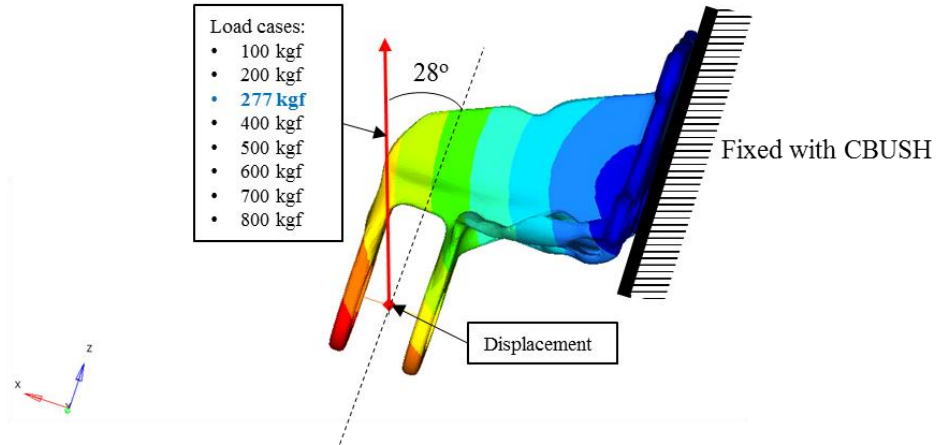 Load cases:
• 100 kgf
• 200 kgf
• 277 kgf
• 400 kgf
• 500 kgf
• 600 kgf
• 700 kgf
• 800 kgf
28°
Fixed with CBUSH
Displacement
z
x